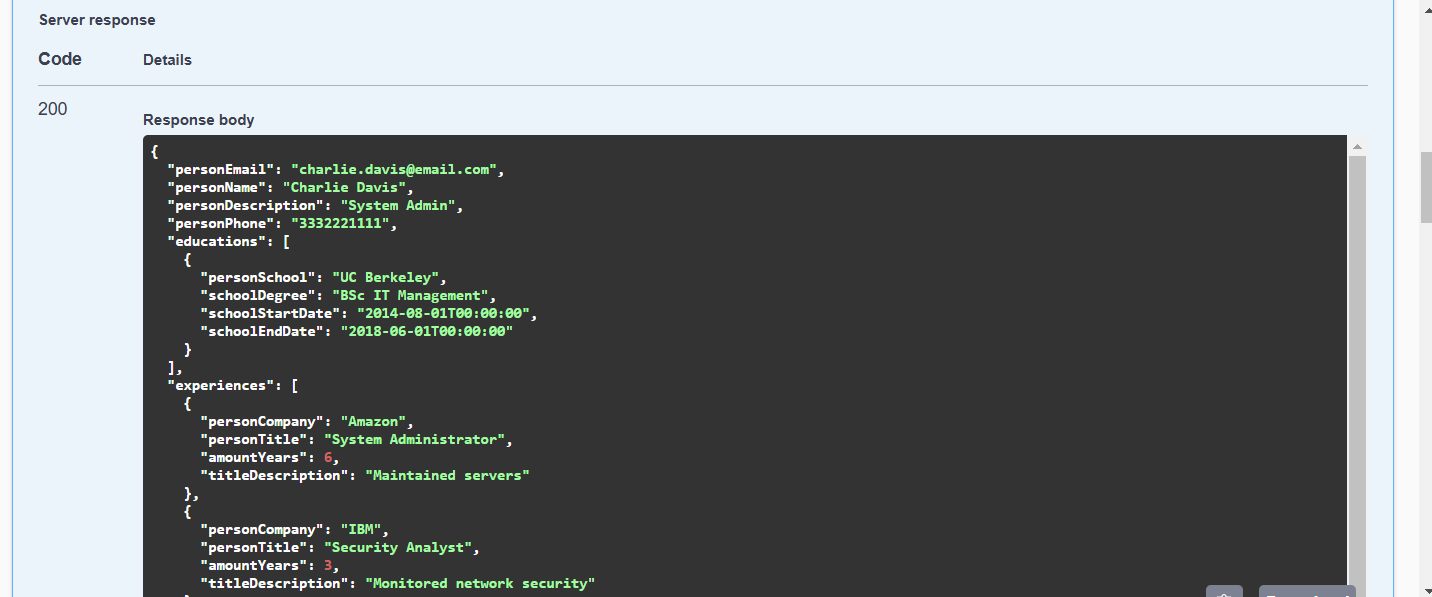 Server response
Code Details
200
Response body
{
"personEmail": "charlie.davis@email.com",
"personName": "Charlie Davis",
"personDescription": "System Admin",
"personPhone": "3332221111",
"educations": [
{
"personSchool": "UC Berkeley",
"schoolDegree": "BSc IT Management",
"schoolStartDate": "2014-08-01T00:00:00",
"schoolEndDate": "2018-06-01T00:00:00"
}
],
"experiences": [
{
"personCompany": "Amazon",
"personTitle": "System Administrator",
"amountYears": 6,
"titleDescription": "Maintained servers"
},
{
"personCompany": "IBM",
"personTitle": "Security Analyst",
"amountYears": 3,
"titleDescription": "Monitored network security"